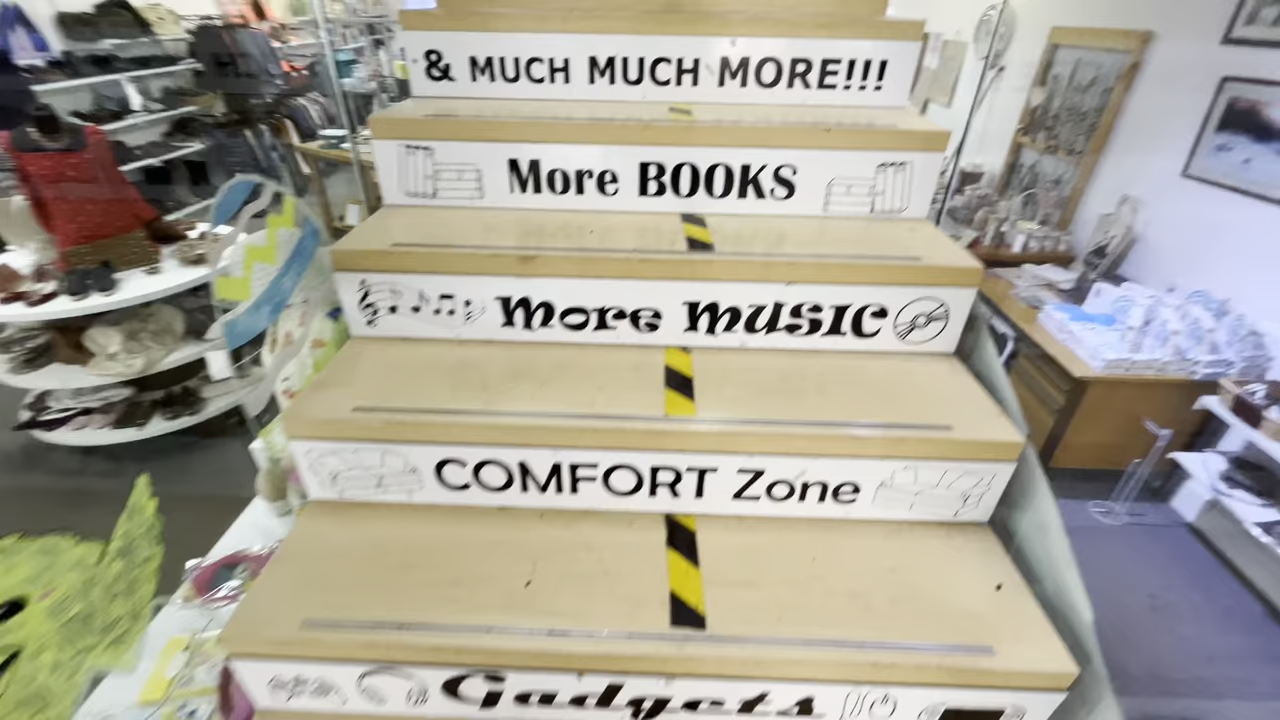 & MUCH MUCH MORE!!!
More BOOKS
More MUSIC
COMFORT Zone
Gadgets